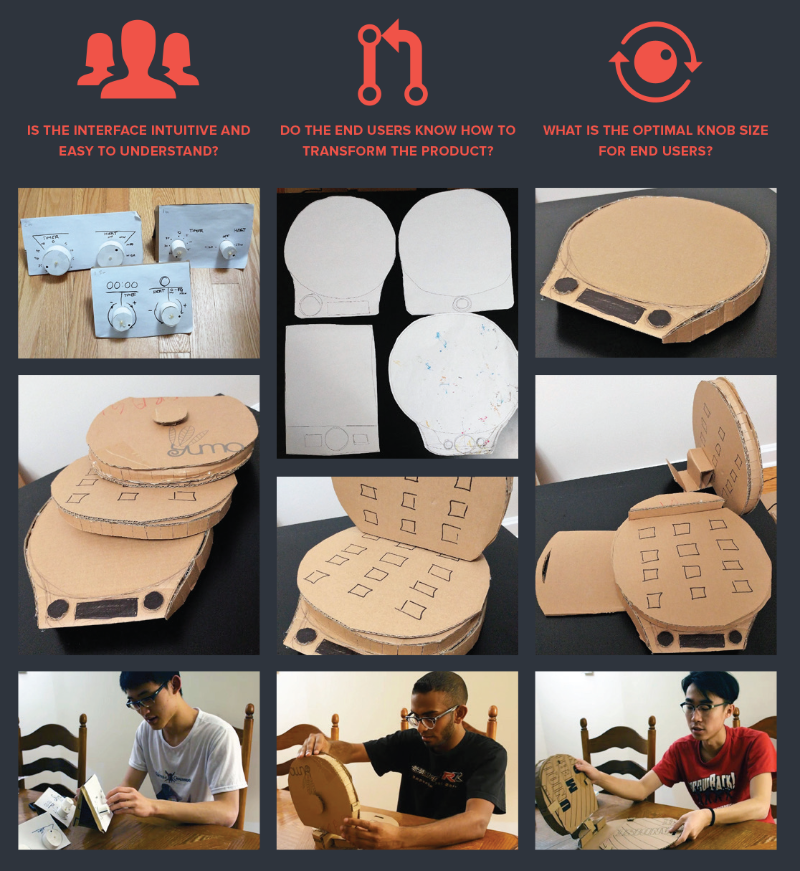 IS THE INTERFACE INTUITIVE AND
EASY TO UNDERSTAND?
DO THE END USERS KNOW HOW TO
TRANSFORM THE PRODUCT?
WHAT IS THE OPTIMAL KNOB SIZE
FOR END USERS?
TIMER
HEAT
TIMER
HEAT
00:00
TIMER
HEAT
SUMO